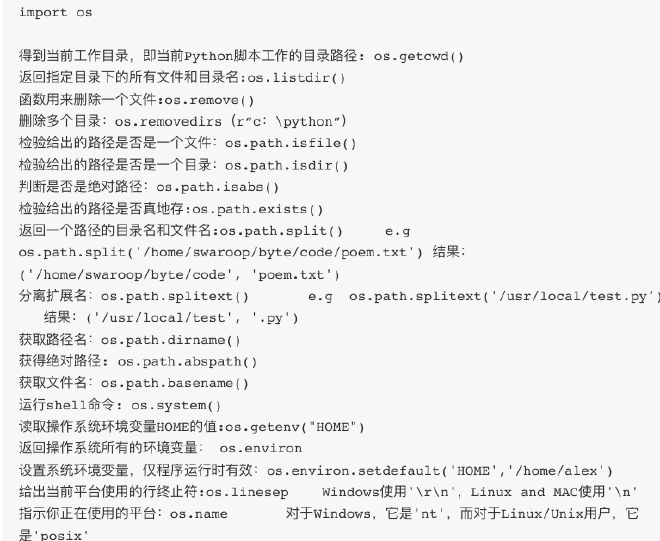 import os
得到当前工作目录，即当前Python脚本工作的目录路径: os.getcwd()
返回指定目录下的所有文件和目录名:os.listdir()
函数用来删除一个文件:os.remove()
删除多个目录: os.removedirs（r“c: \python”）
检验给出的路径是否是一个文件: os.path.isfile()
检验给出的路径是否是一个目录: os.path.isdir()
判断是否是绝对路径: os.path.isabs()
检验给出的路径是否真地存:os.path.exists()
返回一个路径的目录名和文件名:os.path.split() e.g
os.path.split('/home/swaroop/byte/code/poem.txt') 结果:
('/home/swaroop/byte/code', 'poem.txt')
分离扩展名: os.path.splitext() e.g os.path.splitext('/usr/local/test.py')
结果: ('/usr/local/test', '.py')
获取路径名: os.path.dirname()
获得绝对路径: os.path.abspath()
获取文件名: os.path.basename()
运行shell命令: os.system()
读取操作系统环境变量HOME的值:os.getenv("HOME")
返回操作系统所有的环境变量: os.environ
设置系统环境变量，仅程序运行时有效: os.environ.setdefault('HOME','/home/alex')
给出当前平台使用的行终止符:os.linesep Windows使用'\r\n', Linux and MAC使用'\n'
指示你正在使用的平台: os.name 对于Windows，它是'nt'，而对于Linux/Unix用户，它
是'posix'